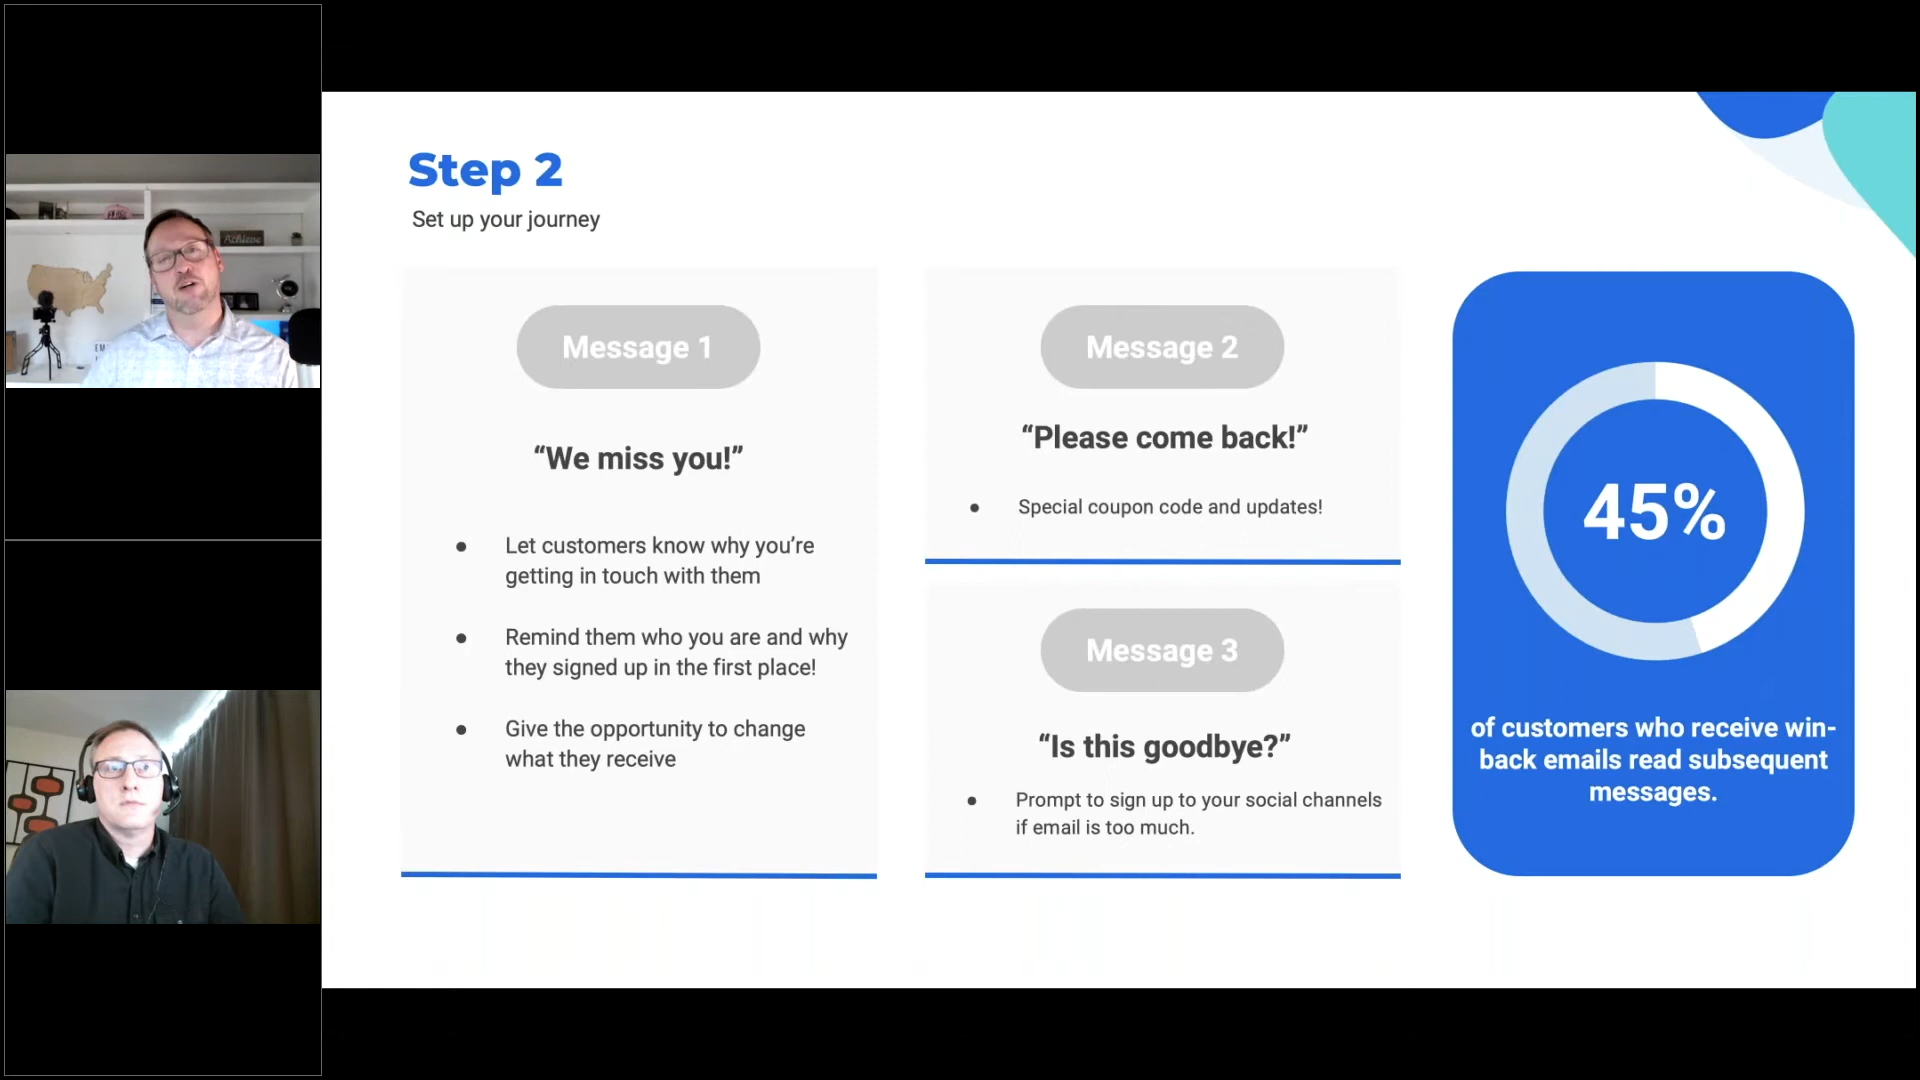 Achieve
EM
Step 2
Set up your journey
Message 1
“We miss you!”
● Let customers know why you’re
getting in touch with them
● Remind them who you are and why
they signed up in the first place!
● Give the opportunity to change
what they receive
Message 2
“Please come back!”
● Special coupon code and updates!
Message 3
“Is this goodbye?”
● Prompt to sign up to your social channels
if email is too much.
45%
of customers who receive win-
back emails read subsequent
messages.